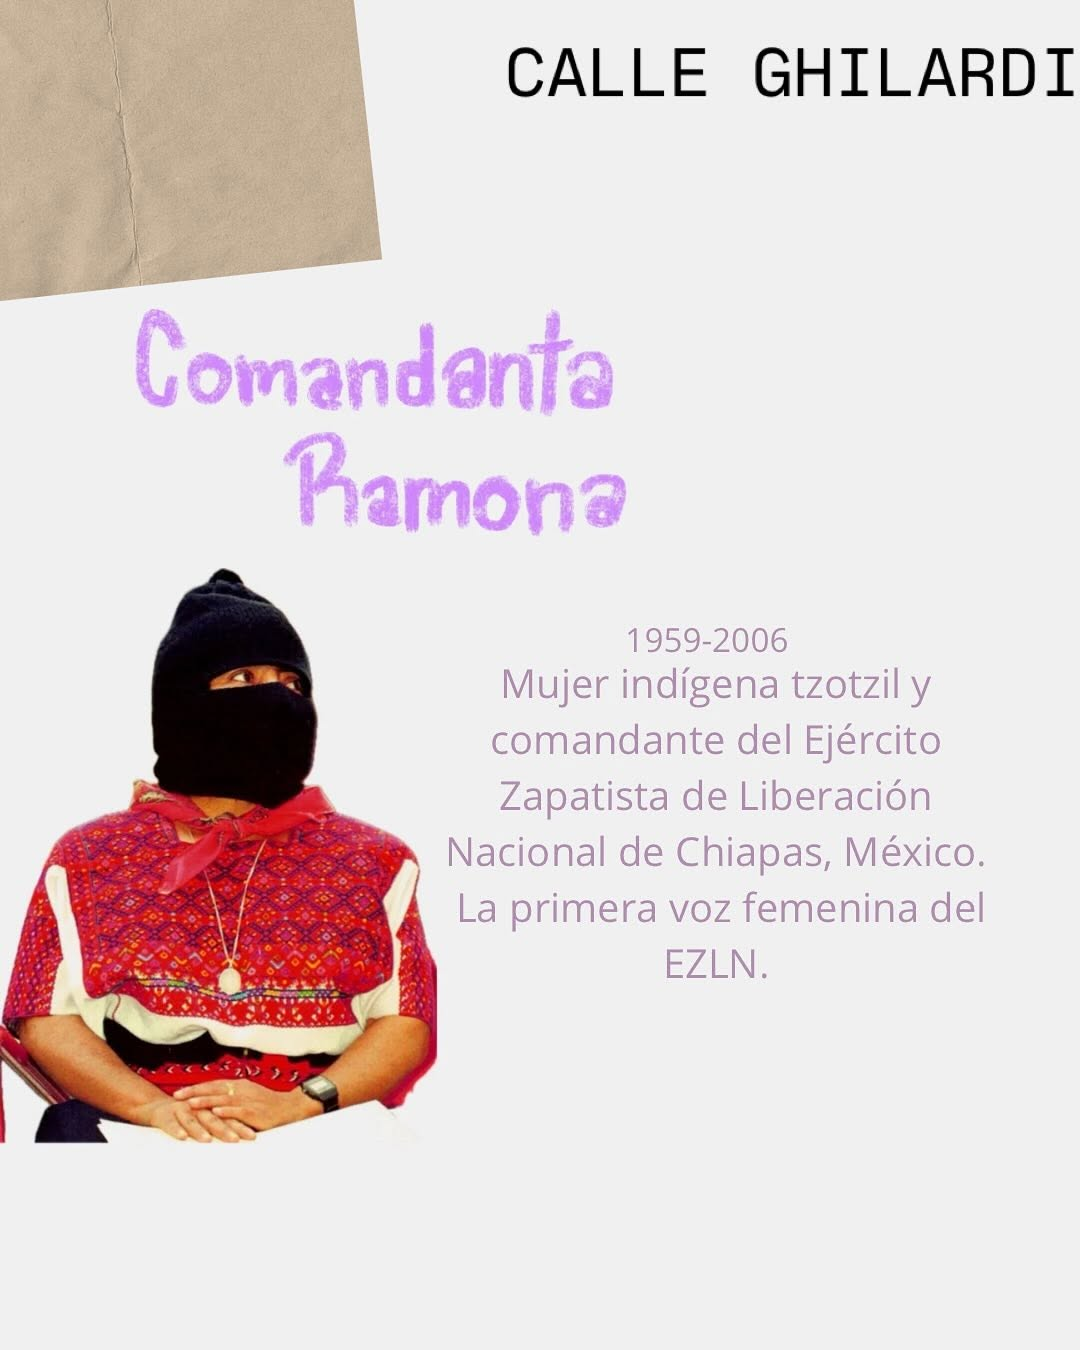 CALLE GHILARDI
Comandanta
Ramona
1959-2006
Mujer indígena tzotzil y
comandante del Ejército
Zapatista de Liberación
Nacional de Chiapas, México.
La primera voz femenina del
EZLN.